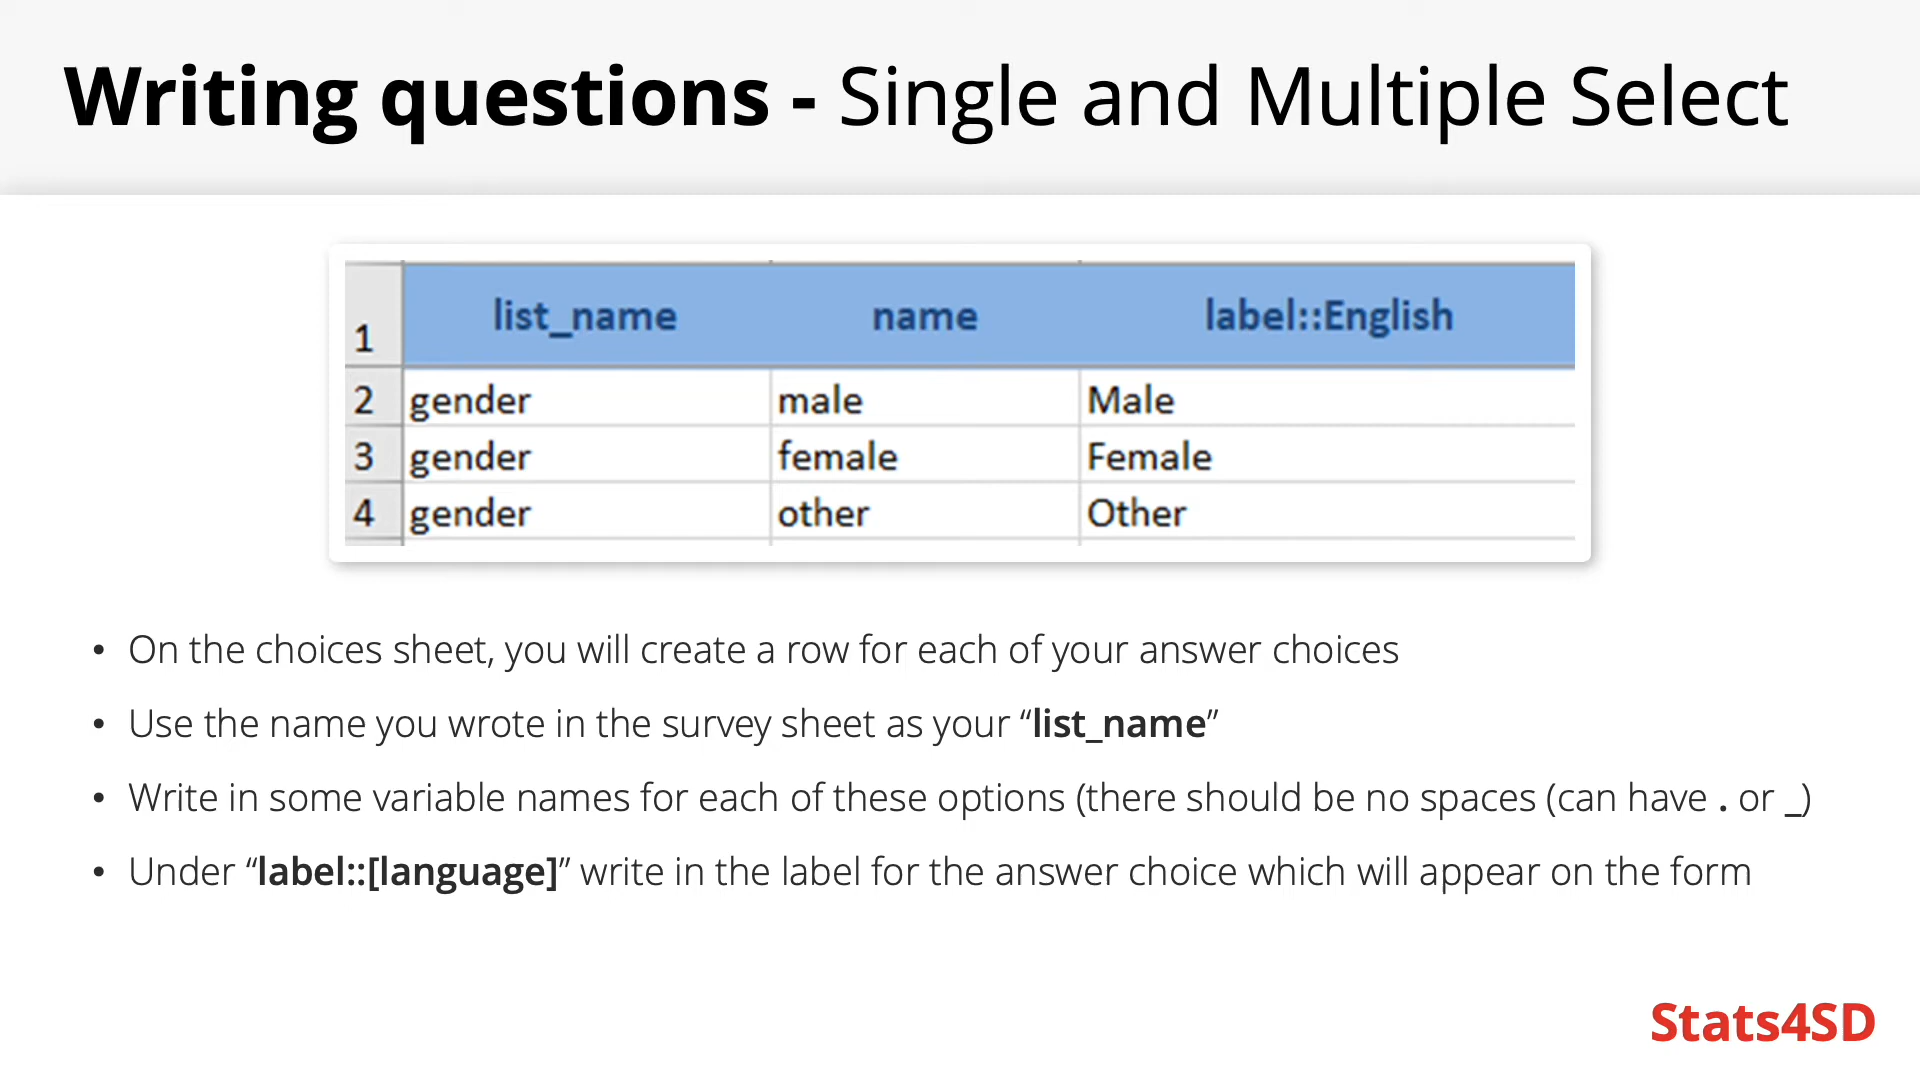 Writing questions - Single and Multiple Select
1 list_name name label::English
2 gender male Male
3 gender female Female
4 gender other Other
• On the choices sheet, you will create a row for each of your answer choices
• Use the name you wrote in the survey sheet as your “list_name”
• Write in some variable names for each of these options (there should be no spaces (can have . or _)
• Under “label::[language]” write in the label for the answer choice which will appear on the form
Stats4SD